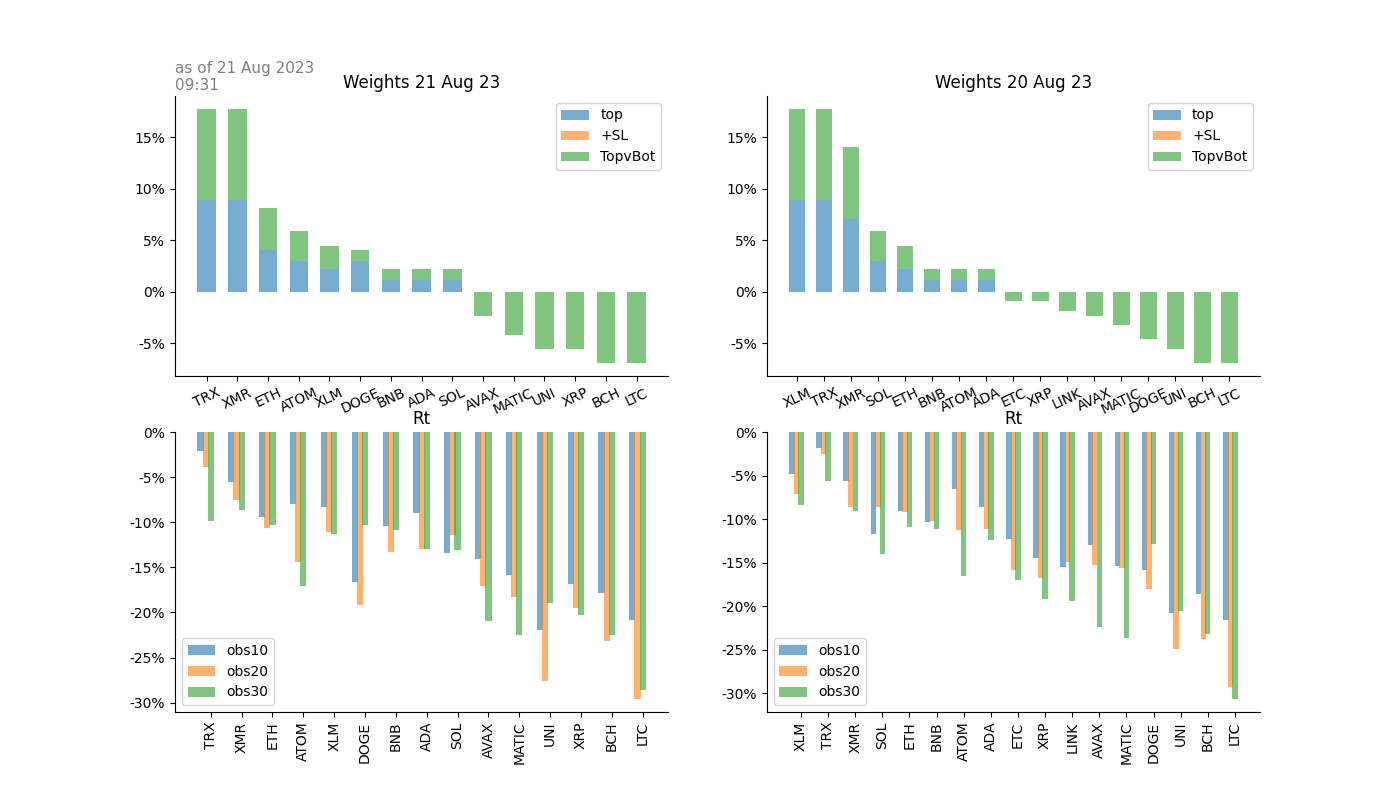 as of 21 Aug 2023
09:31
Weights 21 Aug 23
15%
10%
5%
0%
-5%
top
+SL
TopvBot
TRX XMR ETH ATOM XLM DOGE BNB ADA SOL AVAX MATIC UNI XRP BCH LTC
Weights 20 Aug 23
15%
10%
5%
0%
-5%
top
+SL
TopvBot
XLM TRX XMR SOL ETH BNB ATOM ADA ETC XRP LINK AVAX MATIC DOGE UNI BCH LTC
Rt
0%
-5%
-10%
-15%
-20%
-25%
-30%
obs10
obs20
obs30
TRX XMR ETH ATOM XLM DOGE BNB ADA SOL AVAX MATIC UNI XRP BCH LTC
Rt
0%
-5%
-10%
-15%
-20%
-25%
-30%
obs10
obs20
obs30
XLM TRX XMR SOL ETH BNB ATOM ADA ETC XRP LINK AVAX MATIC DOGE UNI BCH LTC